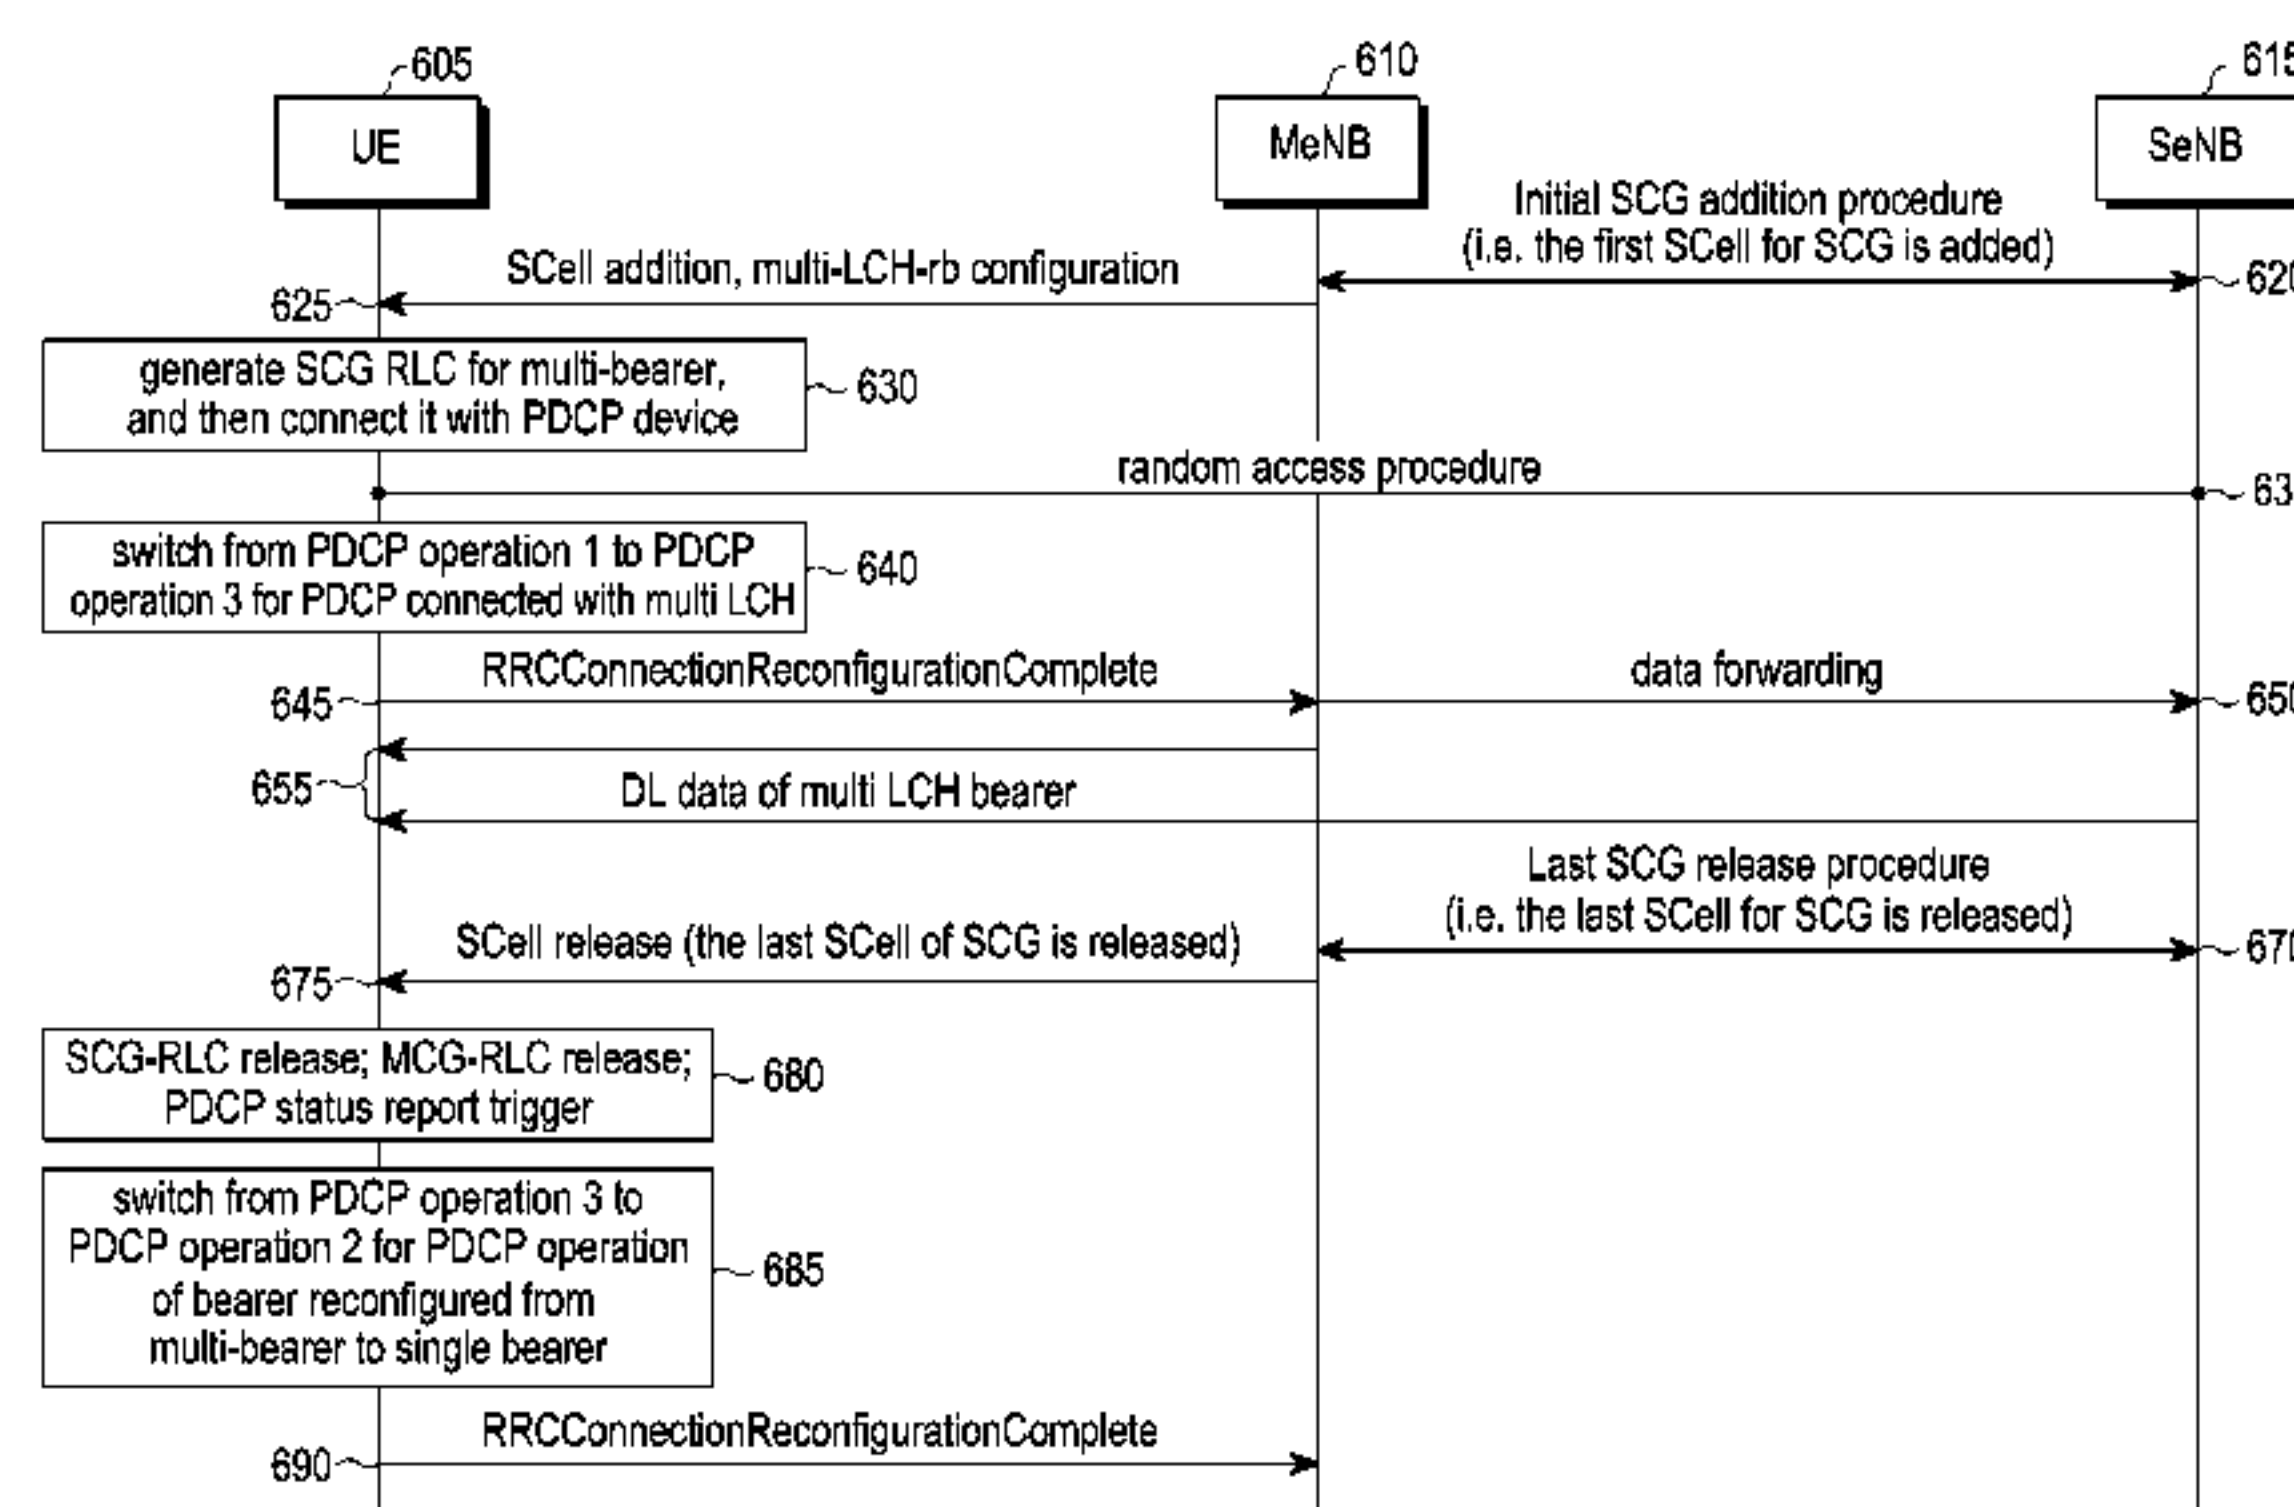 605
610
615
UE
MeNB
SeNB
Initial SCG addition procedure
(i.e. the first SCell for SCG is added)
620
SCell addition, multi-LCH-rb configuration
625
generate SCG RLC for multi-bearer,
and then connect it with PDCP device
630
random access procedure
63
switch from PDCP operation 1 to PDCP
operation 3 for PDCP connected with multi LCH
640
RRCConnectionReconfigurationComplete
645
data forwarding
650
655
DL data of multi LCH bearer
Last SCG release procedure
(i.e. the last SCell for SCG is released)
670
SCell release (the last SCell of SCG is released)
675
SCG-RLC release; MCG-RLC release;
PDCP status report trigger
680
switch from PDCP operation 3 to
PDCP operation 2 for PDCP operation
of bearer reconfigured from
multi-bearer to single bearer
685
RRCConnectionReconfigurationComplete
690